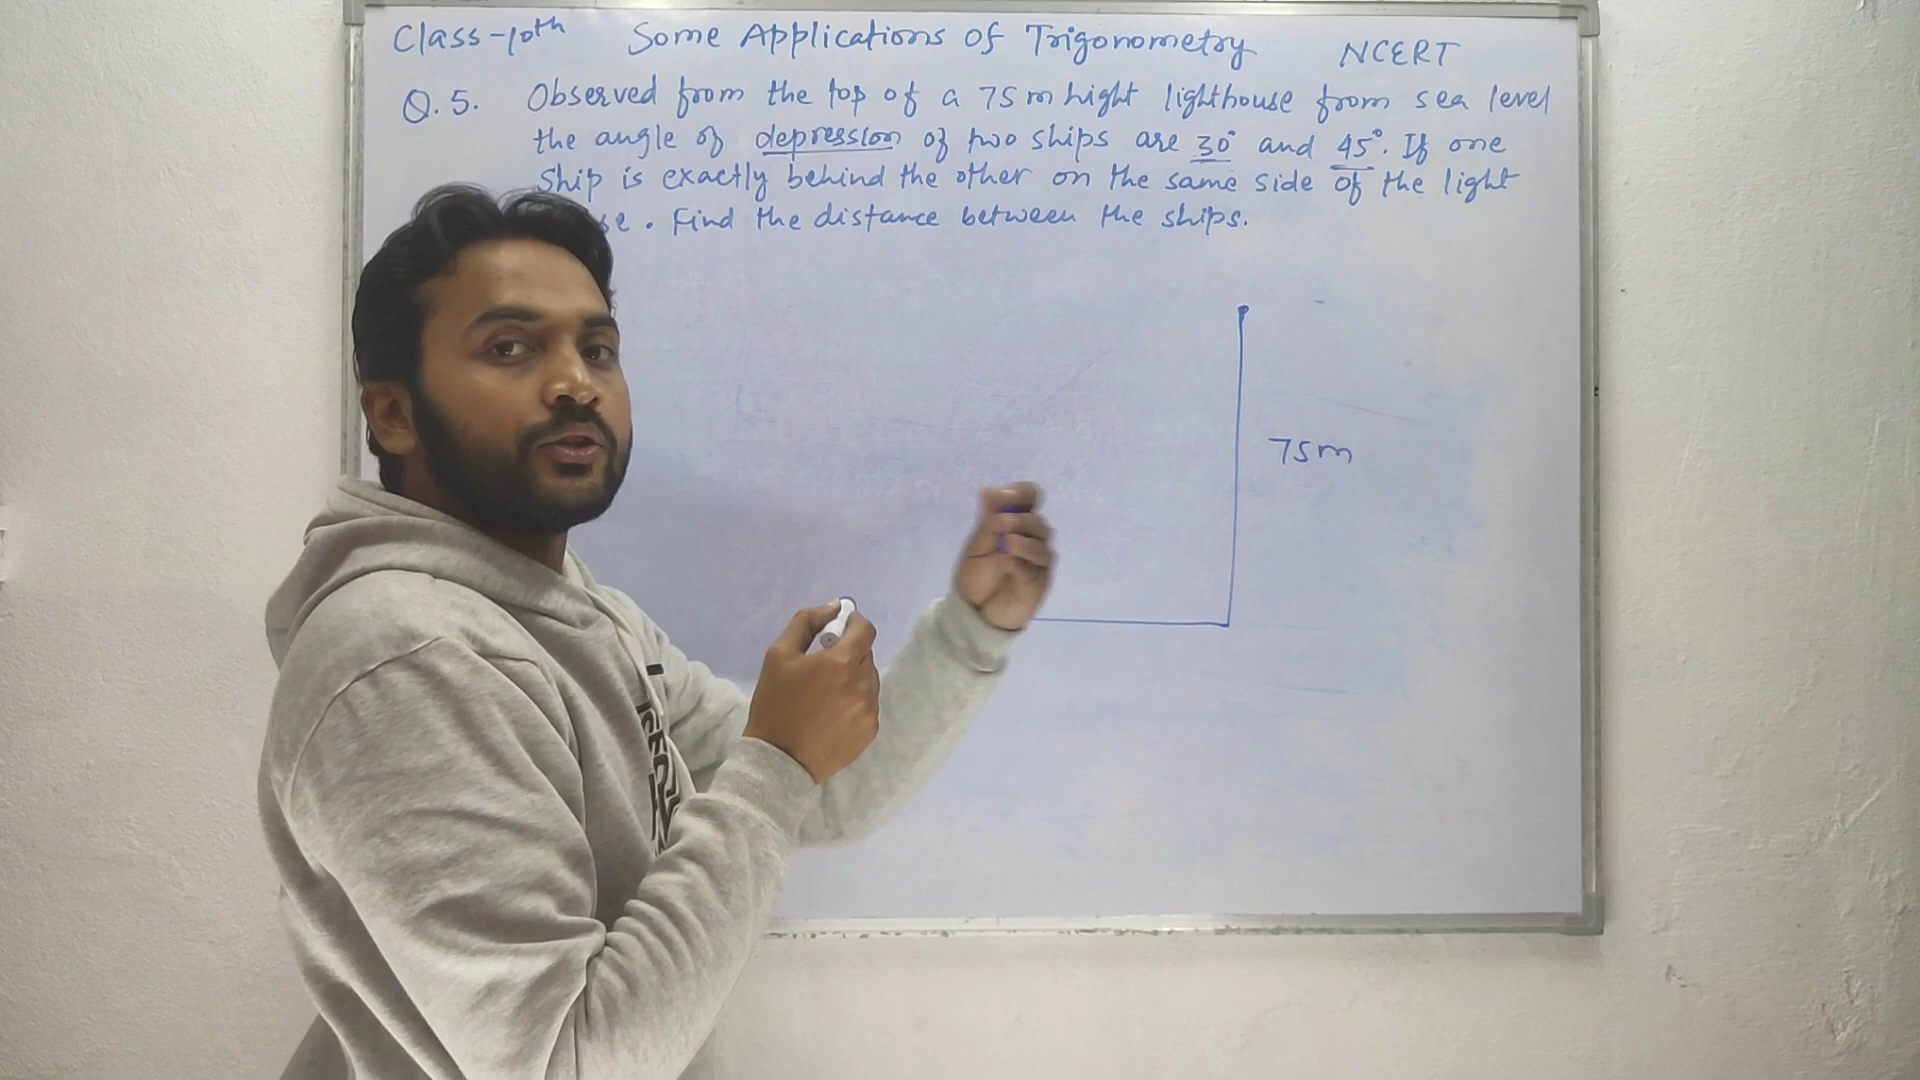 Class-10th Some Applications of Trigonometry NCERT
Q.5. Observed from the top of a 75m hight lighthouse from sea level
the angle of depression of two ships are 30° and 45°. If one
ship is exactly behind the other on the same side of the light
se. Find the distance between the ships.
75m